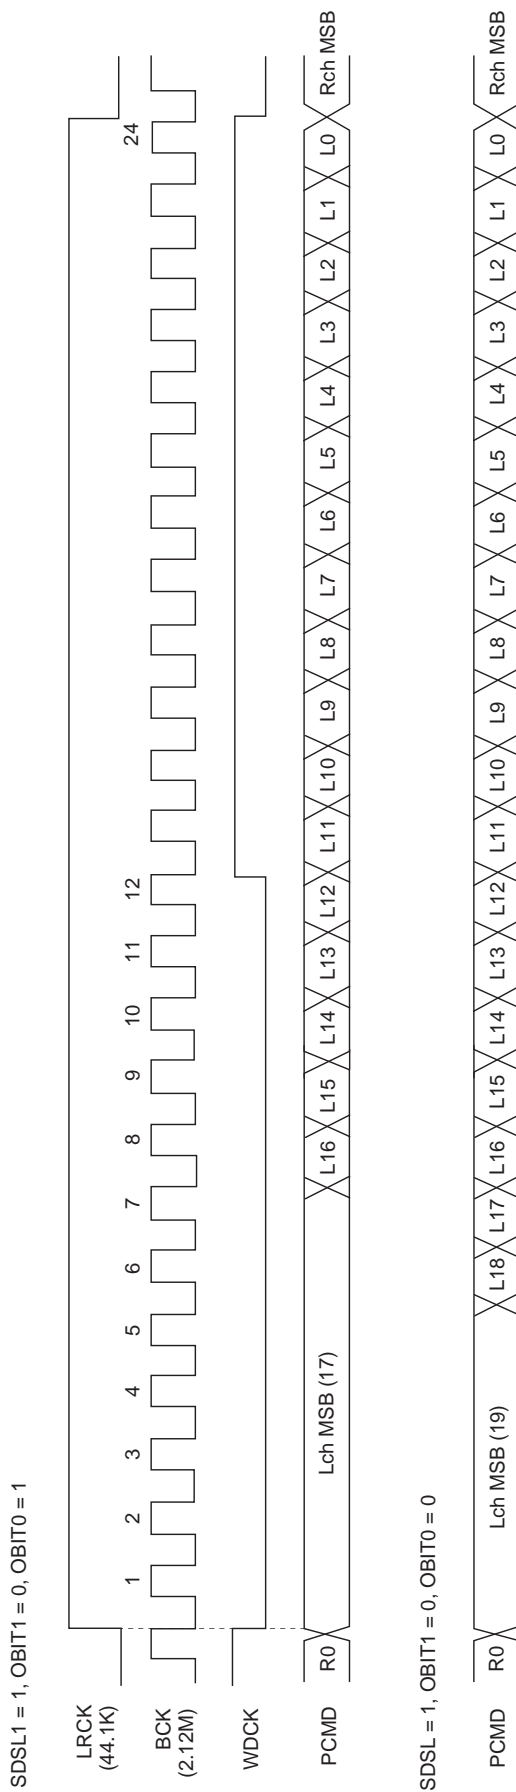 SDSL1 = 1, OBIT1 = 0, OBIT0 = 1
LRCK
(44.1K)
BCK
(2.12M)
1 2 3 4 5 6 7 8 9 10 11 12 24
WDCK
PCMD
R0 Lch MSB (17) L16 L15 L14 L13 L12 L11 L10 L9 L8 L7 L6 L5 L4 L3 L2 L1 L0 Rch MSB
SDSL = 1, OBIT1 = 0, OBIT0 = 0
PCMD
R0 Lch MSB (19) L18 L17 L16 L15 L14 L13 L12 L11 L10 L9 L8 L7 L6 L5 L4 L3 L2 L1 L0 Rch MSB